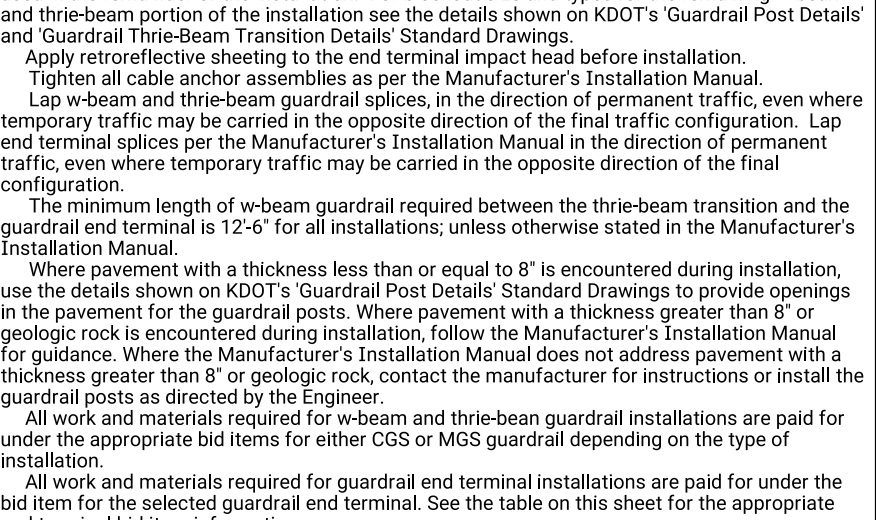 and thrie-beam portion of the installation see the details shown on KDOT's 'Guardrail Post Details'
and 'Guardrail Thrie-Beam Transition Details' Standard Drawings.
Apply retroreflective sheeting to the end terminal impact head before installation.
Tighten all cable anchor assemblies as per the Manufacturer's Installation Manual.
Lap w-beam and thrie-beam guardrail splices, in the direction of permanent traffic, even where
temporary traffic may be carried in the opposite direction of the final traffic configuration. Lap
end terminal splices per the Manufacturer's Installation Manual in the direction of permanent
traffic, even where temporary traffic may be carried in the opposite direction of the final
configuration.
The minimum length of w-beam guardrail required between the thrie-beam transition and the
guardrail end terminal is 12'-6" for all installations; unless otherwise stated in the Manufacturer's
Installation Manual.
Where pavement with a thickness less than or equal to 8" is encountered during installation,
use the details shown on KDOT's 'Guardrail Post Details' Standard Drawings to provide openings
in the pavement for the guardrail posts. Where pavement with a thickness greater than 8" or
geologic rock is encountered during installation, follow the Manufacturer's Installation Manual
for guidance. Where the Manufacturer's Installation Manual does not address pavement with a
thickness greater than 8" or geologic rock, contact the manufacturer for instructions or install the
guardrail posts as directed by the Engineer.
All work and materials required for w-beam and thrie-bean guardrail installations are paid for
under the appropriate bid items for either CGS or MGS guardrail depending on the type of
installation.
All work and materials required for guardrail end terminal installations are paid for under the
bid item for the selected guardrail end terminal. See the table on this sheet for the appropriate